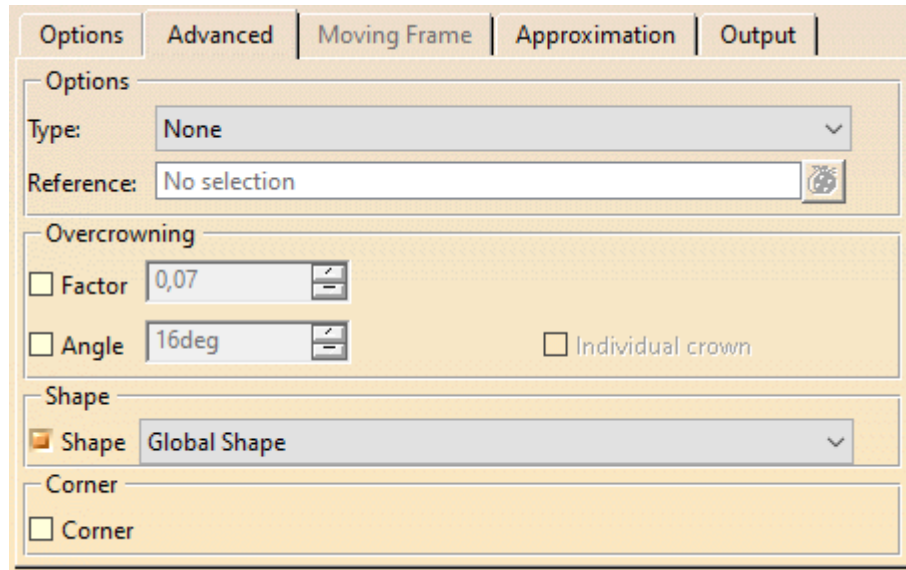 Options Advanced Moving Frame Approximation Output
Options
Type: None
Reference: No selection
Overcrowning
Factor 0,07
Angle 16deg Individual crown
Shape
Shape Global Shape
Corner
Corner